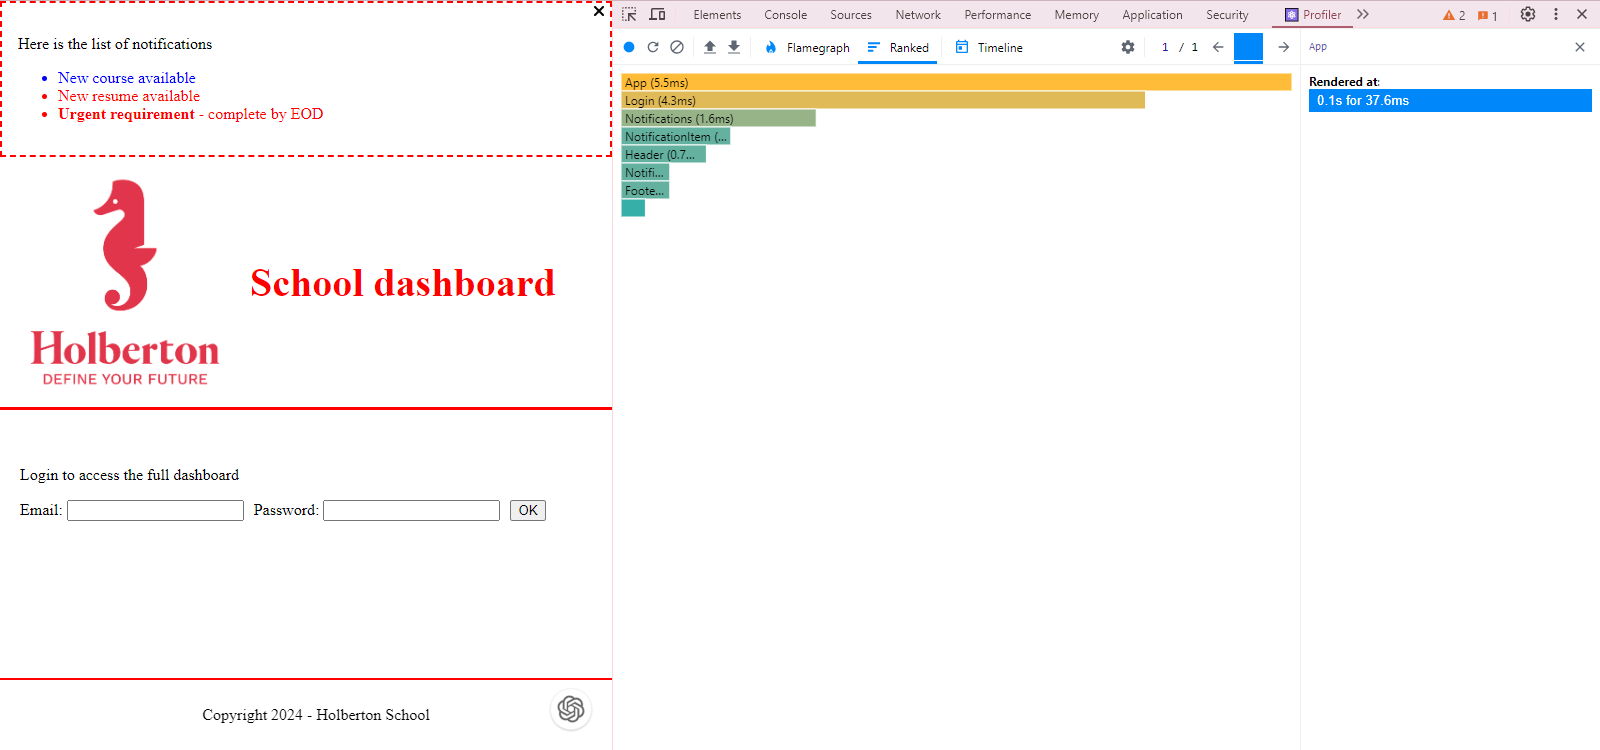 Here is the list of notifications
New course available
New resume available
Urgent requirement - complete by EOD
Holberton
DEFINE YOUR FUTURE
School dashboard
Login to access the full dashboard
Email: Password: OK
Copyright 2024 - Holberton School
Elements Console Sources Network Performance Memory Application Security Profiler 2 1
Flamegraph Ranked Timeline 1 / 1
App (5.5ms)
Login (4.3ms)
Notifications (1.6ms)
NotificationItem (...
Header (0.7...
Notifi...
Foote...
App
Rendered at:
0.1s for 37.6ms